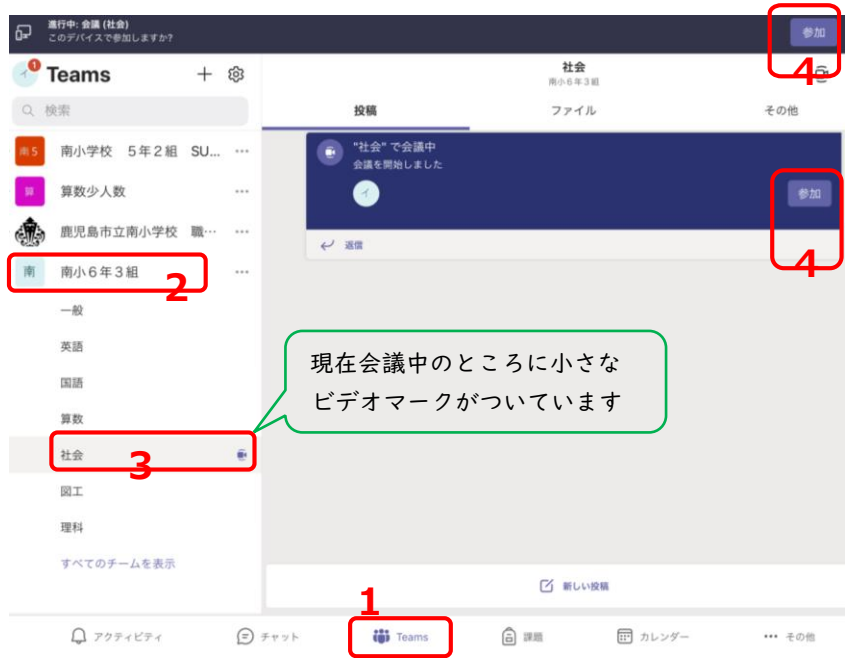 進行中: 会議 (社会)
このデバイスで参加しますか?
参加
4
イ
1
Teams
社会
南小６年３組
検索
投稿
ファイル
その他
南5
南小学校　５年２組　SU...
"社会" で会議中
会議を開始しました
イ
参加
算
算数少人数
鹿児島市立南小学校　職…
返信
4
南
南小６年３組
2
一般
英語
国語
算数
社会
3
図工
理科
すべてのチームを表示
現在会議中のところに小さな
ビデオマークがついています
新しい投稿
1
アクティビティ
チャット
Teams
課題
カレンダー
その他